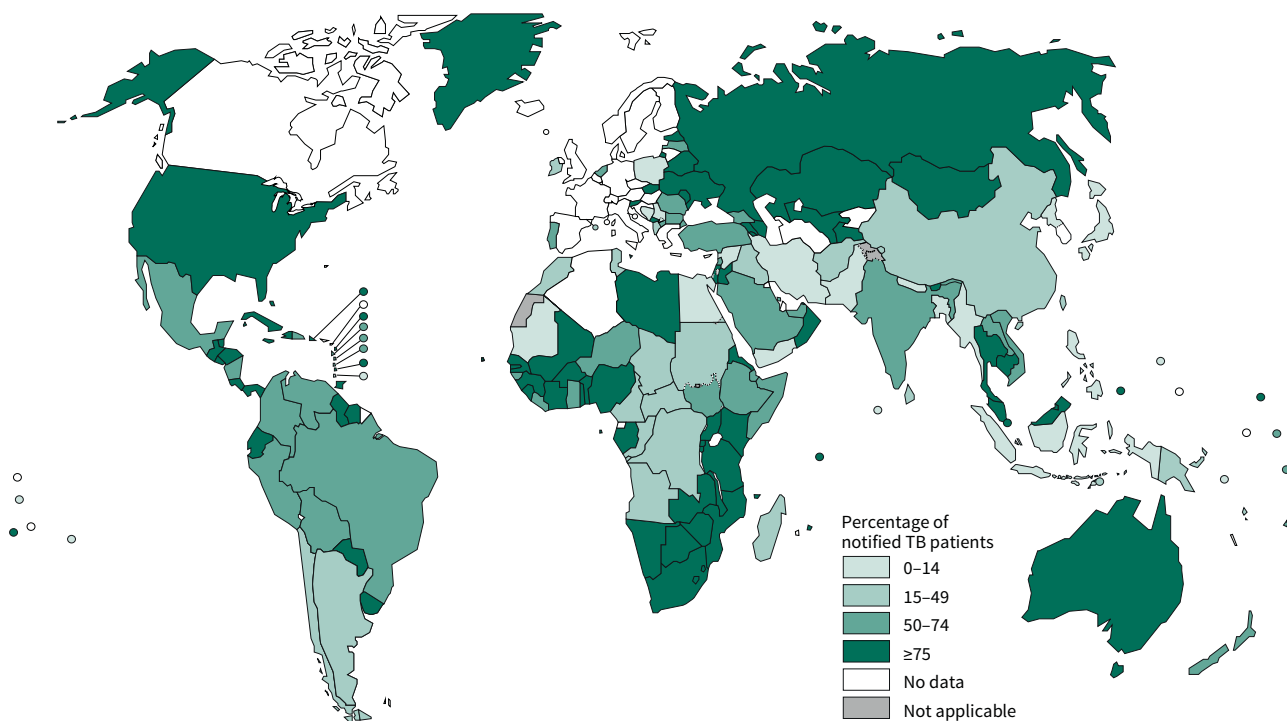 Percentage of
notified TB patients
0–14
15–49
50–74
≥75
No data
Not applicable